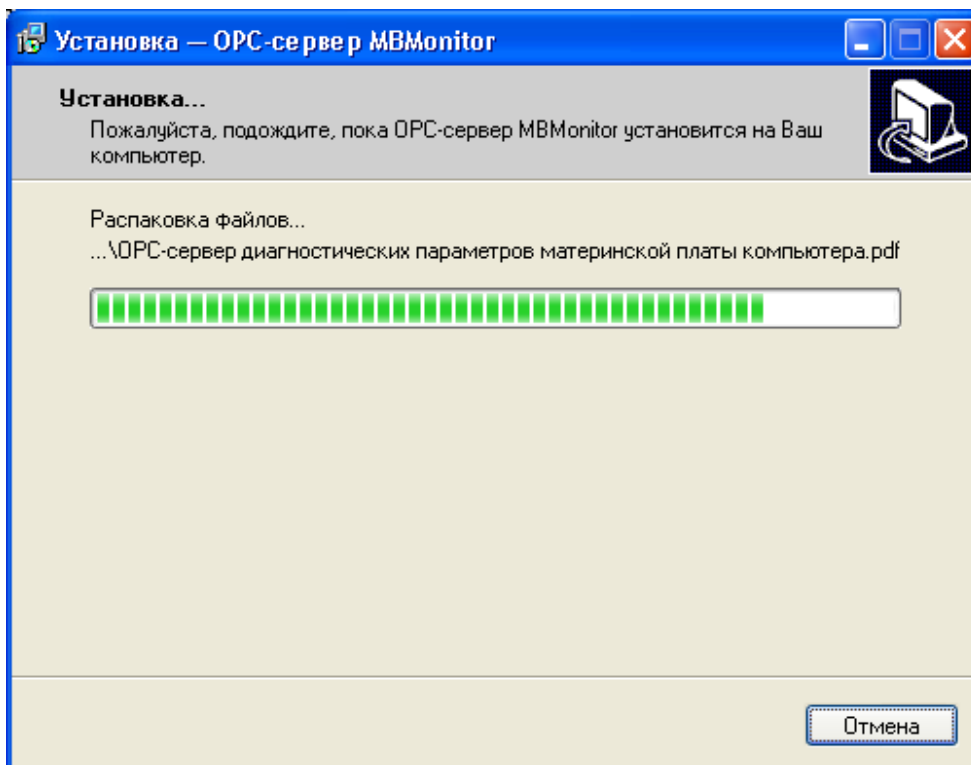 Установка — OPC-сервер MBMonitor
Установка...
Пожалуйста, подождите, пока OPC-сервер MBMonitor установится на Ваш
компьютер.
Распаковка файлов...
...\OPC-сервер диагностических параметров материнской платы компьютера.pdf
Отмена